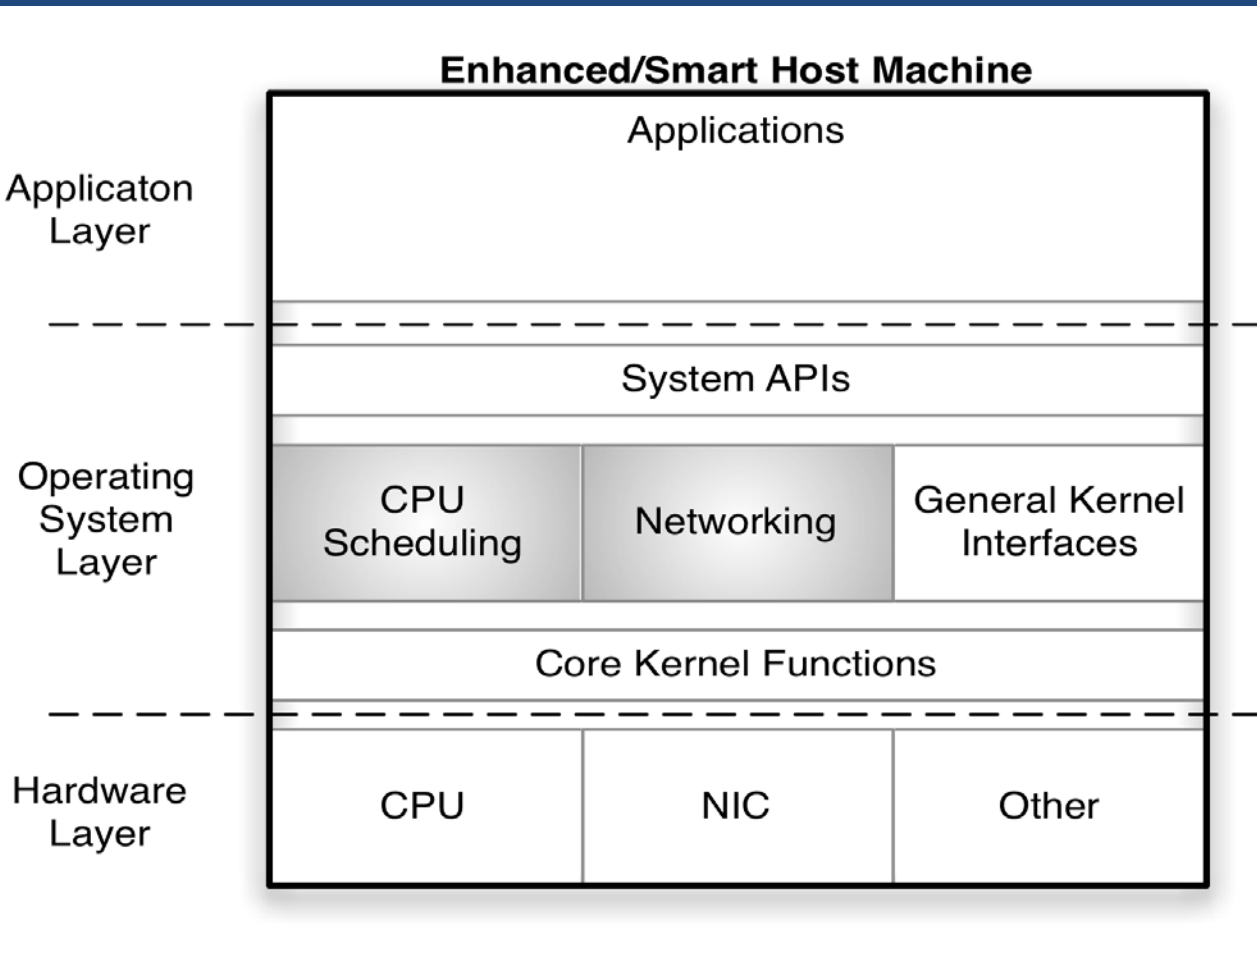 Enhanced/Smart Host Machine
Applications
Applicaton
Layer
System APIs
Operating
System
Layer
CPU
Scheduling
Networking
General Kernel
Interfaces
Core Kernel Functions
Hardware
Layer
CPU
NIC
Other